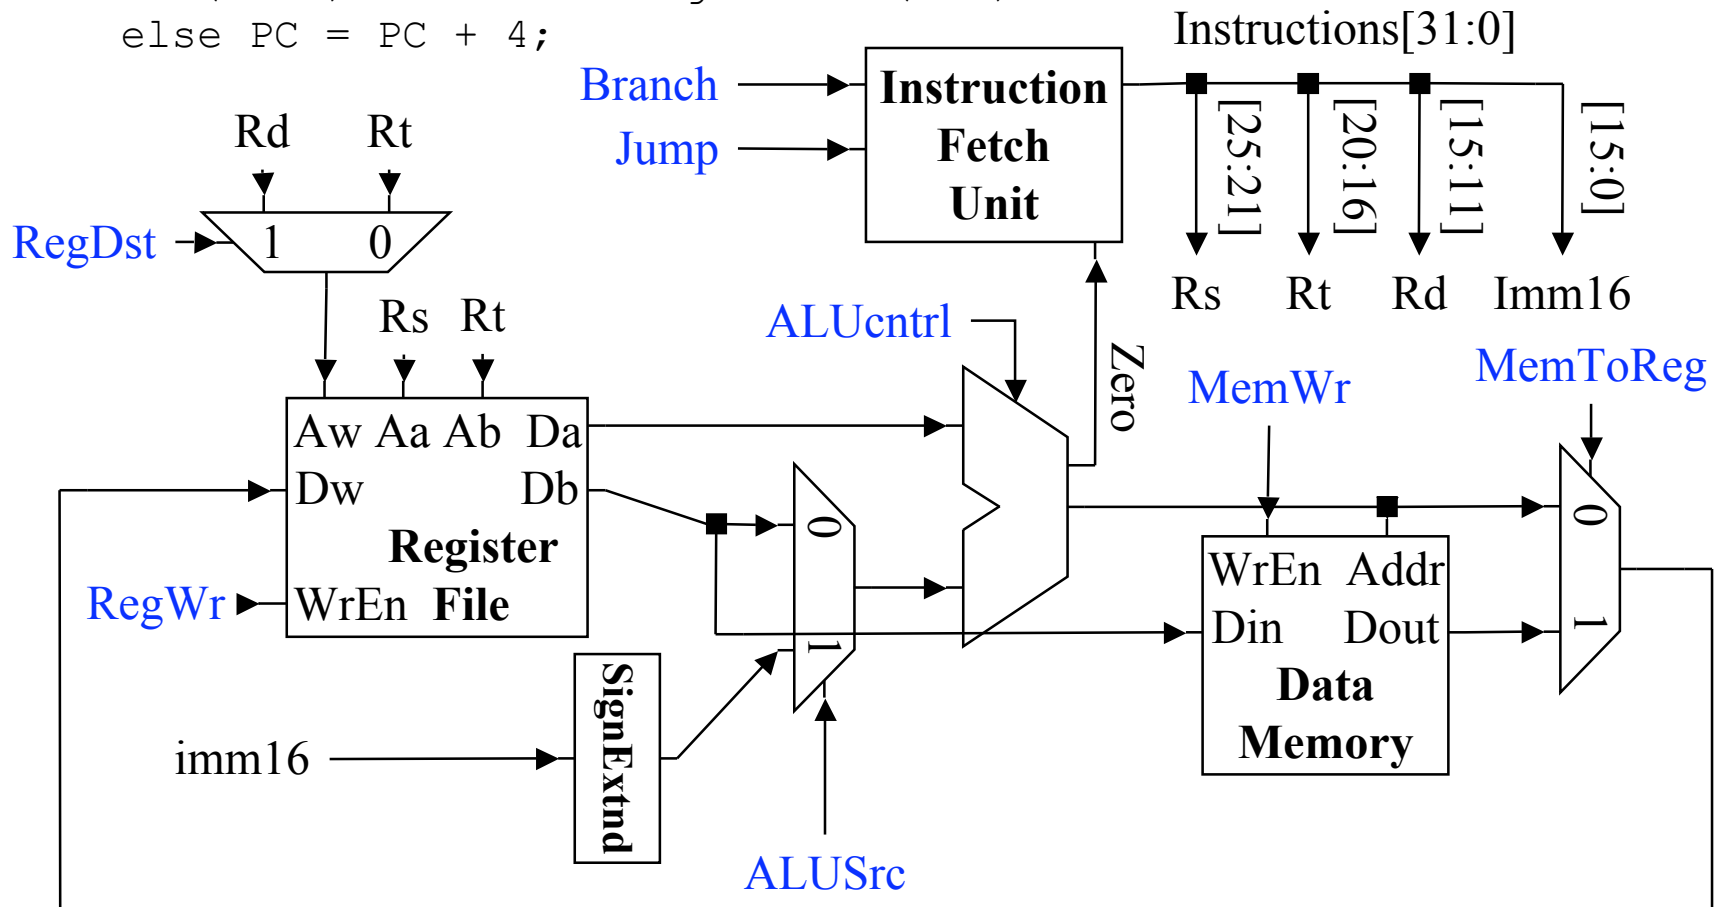 else PC = PC + 4;
Instructions[31:0]
Branch
Jump
Instruction
Fetch
Unit
[25:21]
[20:16]
[15:11]
[15:0]
Rs
Rt
Rd
Imm16
Rd
Rt
RegDst
1
0
Rs
Rt
ALUcntrl
Zero
MemWr
MemToReg
Aw Aa Ab Da
Dw
Db
Register
File
RegWr
WrEn
0
1
0
1
WrEn Addr
Din Dout
Data
Memory
SignExtnd
imm16
ALUSrc